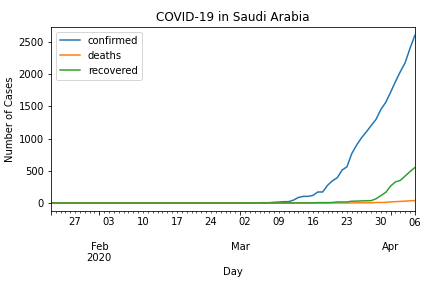 COVID-19 in Saudi Arabia
confirmed
deaths
recovered
Number of Cases
2500
2000
1500
1000
500
0
27 03 10 17 24 02 09 16 23 30 06
Feb Mar Apr
2020
Day